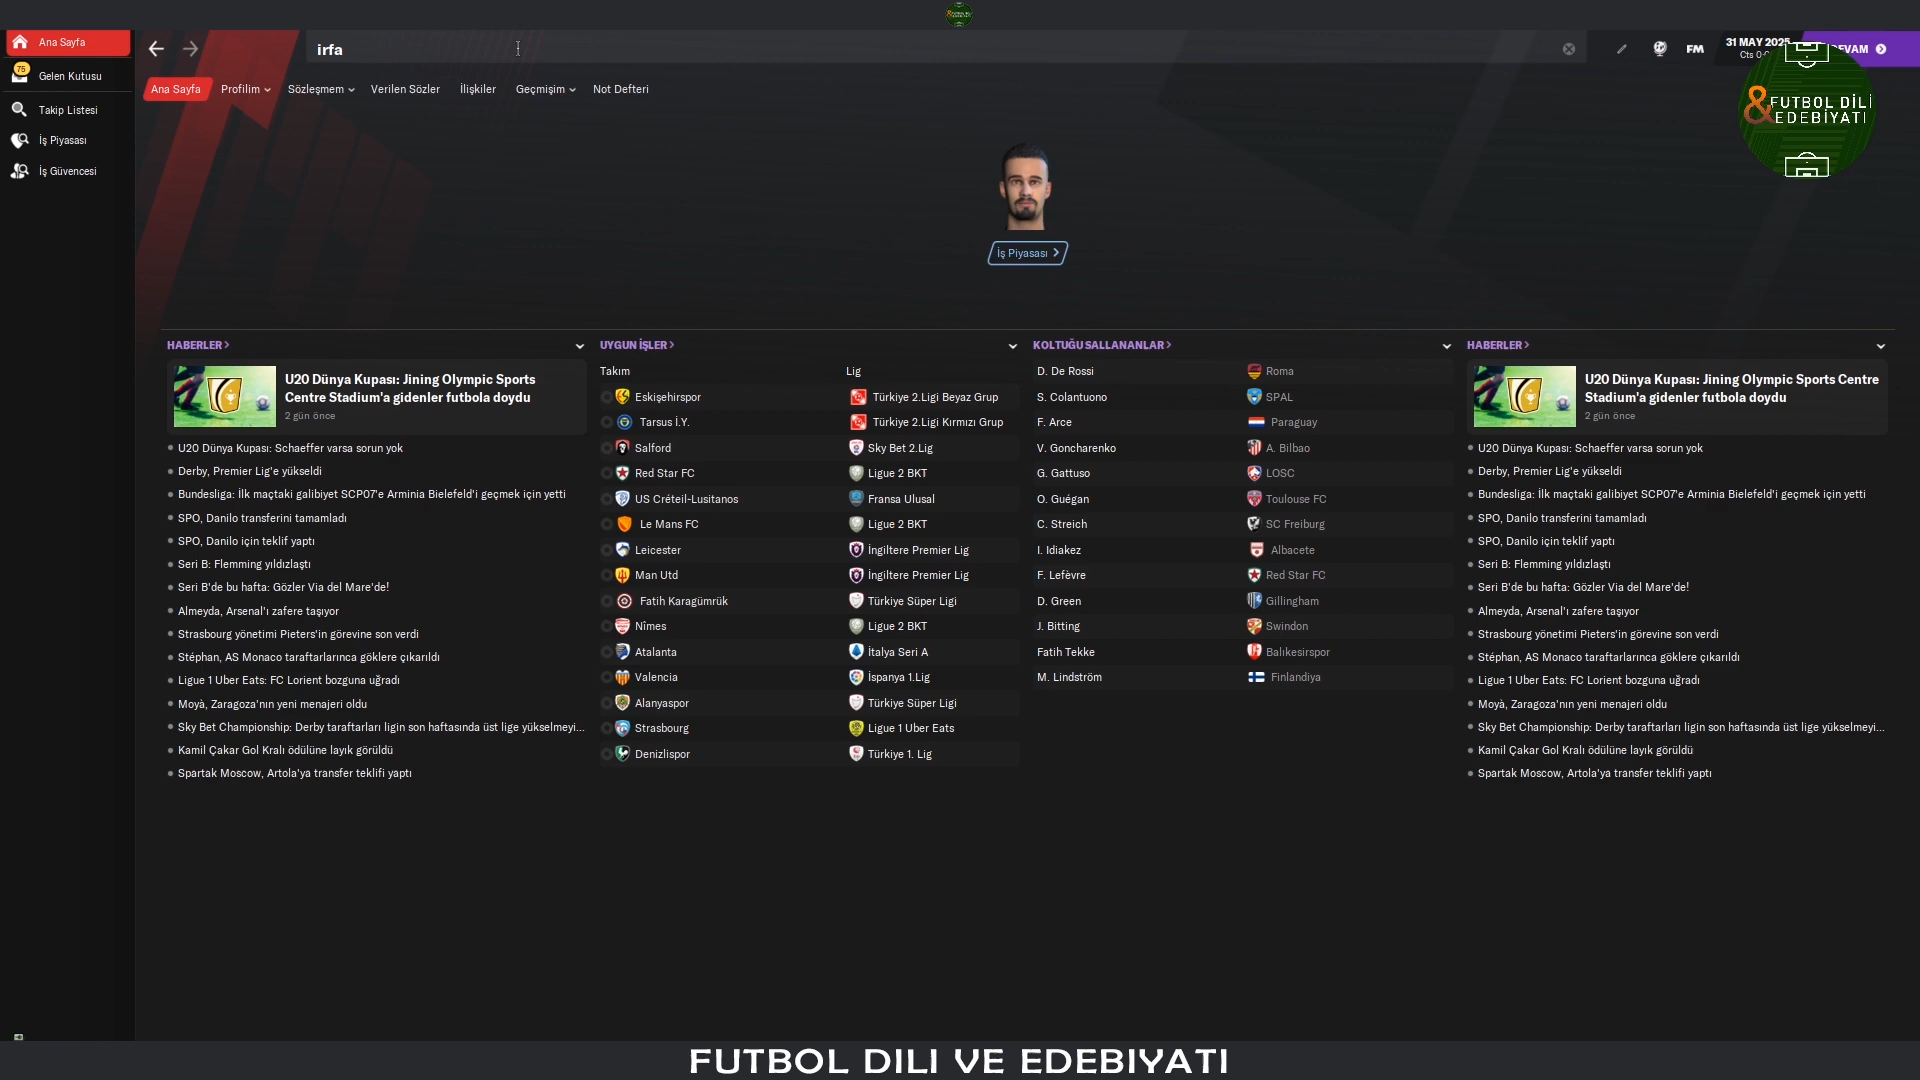 Ana Sayfa
75
Gelen Kutusu
Takip Listesi
İş Piyasası
İş Güvencesi
irfa
FM
31 MAY 2025
Cts
FUTBOL DİLİ
& EDEBİYATI
Ana Sayfa Profilim Sözleşmem Verilen Sözler İlişkiler Geçmişim Not Defteri
İş Piyasası
HABERLER
U20 Dünya Kupası: Jining Olympic Sports
Centre Stadium'a gidenler futbola doydu
2 gün önce
U20 Dünya Kupası: Schaeffer varsa sorun yok
Derby, Premier Lig'e yükseldi
Bundesliga: İlk maçtaki galibiyet SCP07'e Arminia Bielefeld'i geçmek için yetti
SPO, Danilo transferini tamamladı
SPO, Danilo için teklif yaptı
Seri B: Flemming yıldızlaştı
Seri B'de bu hafta: Gözler Via del Mare'de!
Almeyda, Arsenal'ı zafere taşıyor
Strasbourg yönetimi Pieters'in görevine son verdi
Stéphan, AS Monaco taraftarlarınca göklere çıkarıldı
Ligue 1 Uber Eats: FC Lorient bozguna uğradı
Moyà, Zaragoza'nın yeni menajeri oldu
Sky Bet Championship: Derby taraftarları ligin son haftasında üst lige yükselmeyi...
Kamil Çakar Gol Kralı ödülüne layık görüldü
Spartak Moscow, Artola'ya transfer teklifi yaptı
UYGUN İŞLER
Takım Lig
Eskişehirspor Türkiye 2.Ligi Beyaz Grup
Tarsus İ.Y. Türkiye 2.Ligi Kırmızı Grup
Salford Sky Bet 2.Lig
Red Star FC Ligue 2 BKT
US Créteil-Lusitanos Fransa Ulusal
Le Mans FC Ligue 2 BKT
Leicester İngiltere Premier Lig
Man Utd İngiltere Premier Lig
Fatih Karagümrük Türkiye Süper Ligi
Nîmes Ligue 2 BKT
Atalanta İtalya Seri A
Valencia İspanya 1.Lig
Alanyaspor Türkiye Süper Ligi
Strasbourg Ligue 1 Uber Eats
Denizlispor Türkiye 1. Lig
KOLTUĞU SALLANANLAR
D. De Rossi Roma
S. Colantuono SPAL
F. Arce Paraguay
V. Goncharenko A. Bilbao
G. Gattuso LOSC
O. Guégan Toulouse FC
C. Streich SC Freiburg
I. Idiakez Albacete
F. Lefèvre Red Star FC
D. Green Gillingham
J. Bitting Swindon
Fatih Tekke Balıkesirspor
M. Lindström Finlandiya
HABERLER
U20 Dünya Kupası: Jining Olympic Sports Centre
Stadium'a gidenler futbola doydu
2 gün önce
U20 Dünya Kupası: Schaeffer varsa sorun yok
Derby, Premier Lig'e yükseldi
Bundesliga: İlk maçtaki galibiyet SCP07'e Arminia Bielefeld'i geçmek için yetti
SPO, Danilo transferini tamamladı
SPO, Danilo için teklif yaptı
Seri B: Flemming yıldızlaştı
Seri B'de bu hafta: Gözler Via del Mare'de!
Almeyda, Arsenal'ı zafere taşıyor
Strasbourg yönetimi Pieters'in görevine son verdi
Stéphan, AS Monaco taraftarlarınca göklere çıkarıldı
Ligue 1 Uber Eats: FC Lorient bozguna uğradı
Moyà, Zaragoza'nın yeni menajeri oldu
Sky Bet Championship: Derby taraftarları ligin son haftasında üst lige yükselmeyi...
Kamil Çakar Gol Kralı ödülüne layık görüldü
Spartak Moscow, Artola'ya transfer teklifi yaptı
FUTBOL DILI VE EDEBIYATI